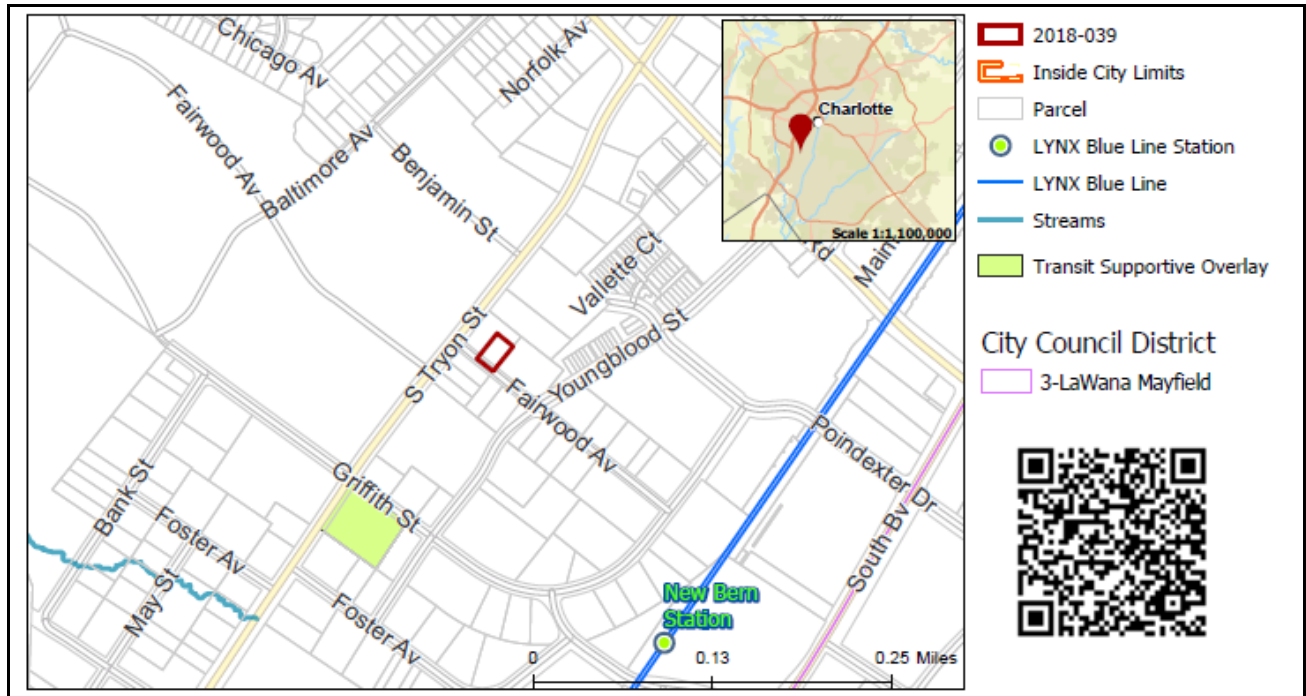 Chicago Av
Norfolk Av
Fairwood Av
Baltimore Av
Benjamin St
Charlotte
Scale 1:1,100,000
Rd
Main
Vallette Ct
S Tryon St
Youngblood St
Fairwood Av
Poindexter Dr
Griffith St
Bank St
Foster Av
South Bv
May St
Foster Av
New Bern
Station
0 0.13 0.25 Miles
2018-039
Inside City Limits
Parcel
LYNX Blue Line Station
LYNX Blue Line
Streams
Transit Supportive Overlay
City Council District
3-LaWana Mayfield